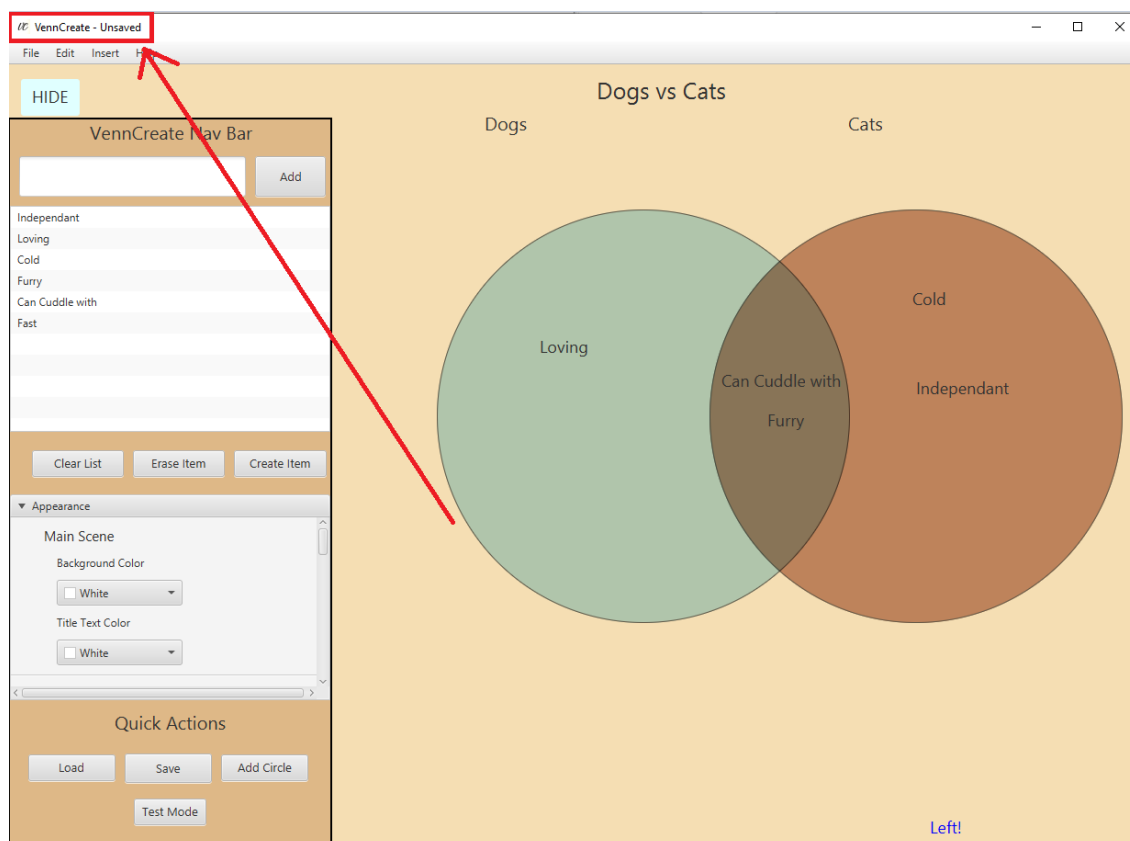 VC VennCreate - Unsaved
File Edit Insert
HIDE
Dogs vs Cats
Dogs Cats
VennCreate Nav Bar
Add
Independant
Loving
Cold
Furry
Can Cuddle with
Fast
Cold
Loving
Can Cuddle with
Independant
Furry
Clear List Erase Item Create Item
Appearance
Main Scene
Background Color
White
Title Text Color
White
Quick Actions
Load Save Add Circle
Test Mode
Left!